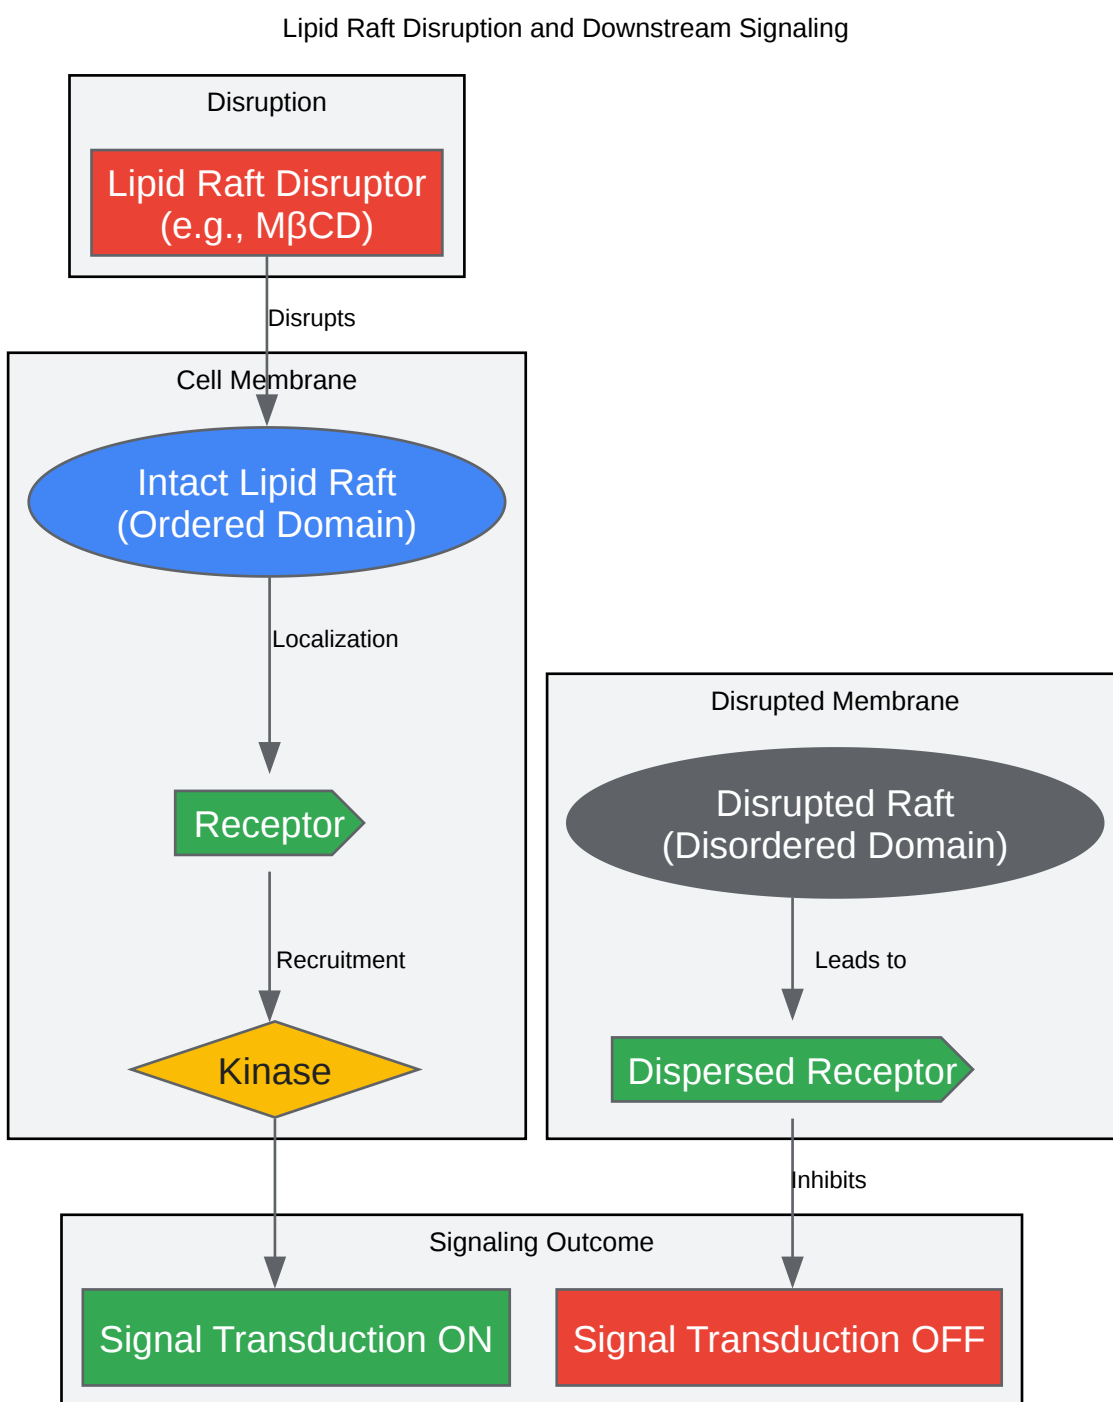 Lipid Raft Disruption and Downstream Signaling
Disruption
Lipid Raft Disruptor
(e.g., MβCD)
Disrupts
Cell Membrane
Intact Lipid Raft
(Ordered Domain)
Localization
Receptor
Recruitment
Kinase
Disrupted Membrane
Disrupted Raft
(Disordered Domain)
Leads to
Dispersed Receptor
Inhibits
Signaling Outcome
Signal Transduction ON
Signal Transduction OFF